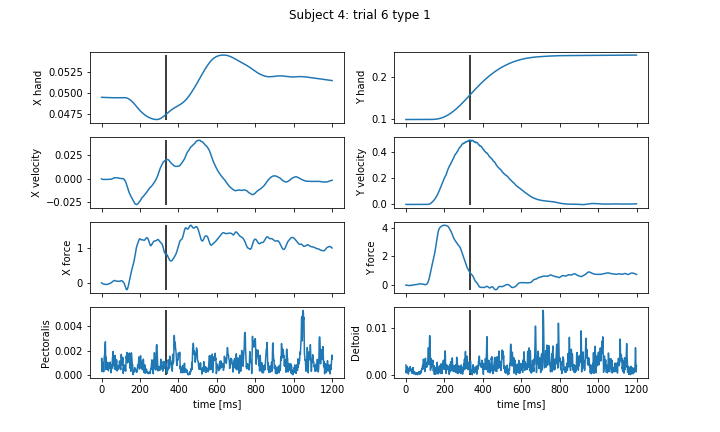 Subject 4: trial 6 type 1
X hand
0.0525
0.0500
0.0475
Y hand
0.2
0.1
X velocity
0.025
0.000
−0.025
Y velocity
0.4
0.2
0.0
X force
1
0
Y force
4
2
0
Pectoralis
0.004
0.002
0.000
0 200 400 600 800 1000 1200
time [ms]
Deltoid
0.01
0.00
0 200 400 600 800 1000 1200
time [ms]